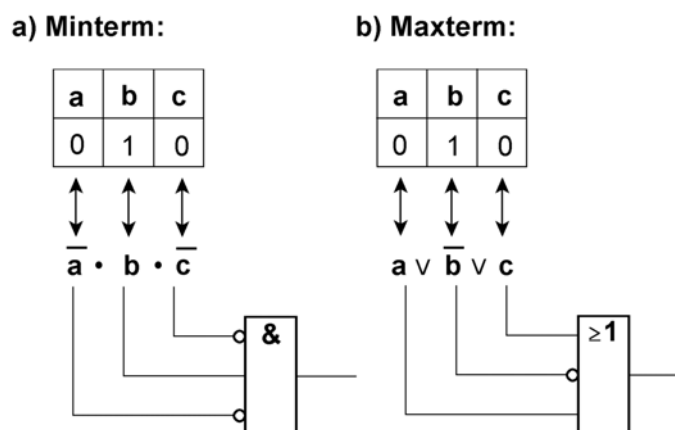 a) Minterm: b) Maxterm:
a b c a b c
0 1 0 0 1 0
a̅ · b · c̅ a ∨ b̅ ∨ c
& ≥1